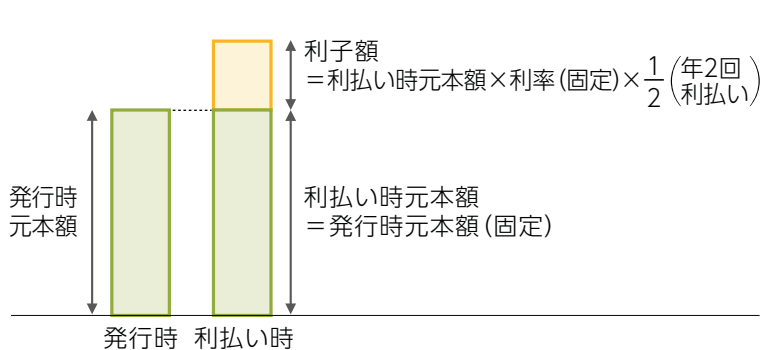 利子額
＝利払い時元本額×利率(固定)×1/2(年2回
利払い)
発行時
元本額
利払い時元本額
＝発行時元本額(固定)
発行時 利払い時